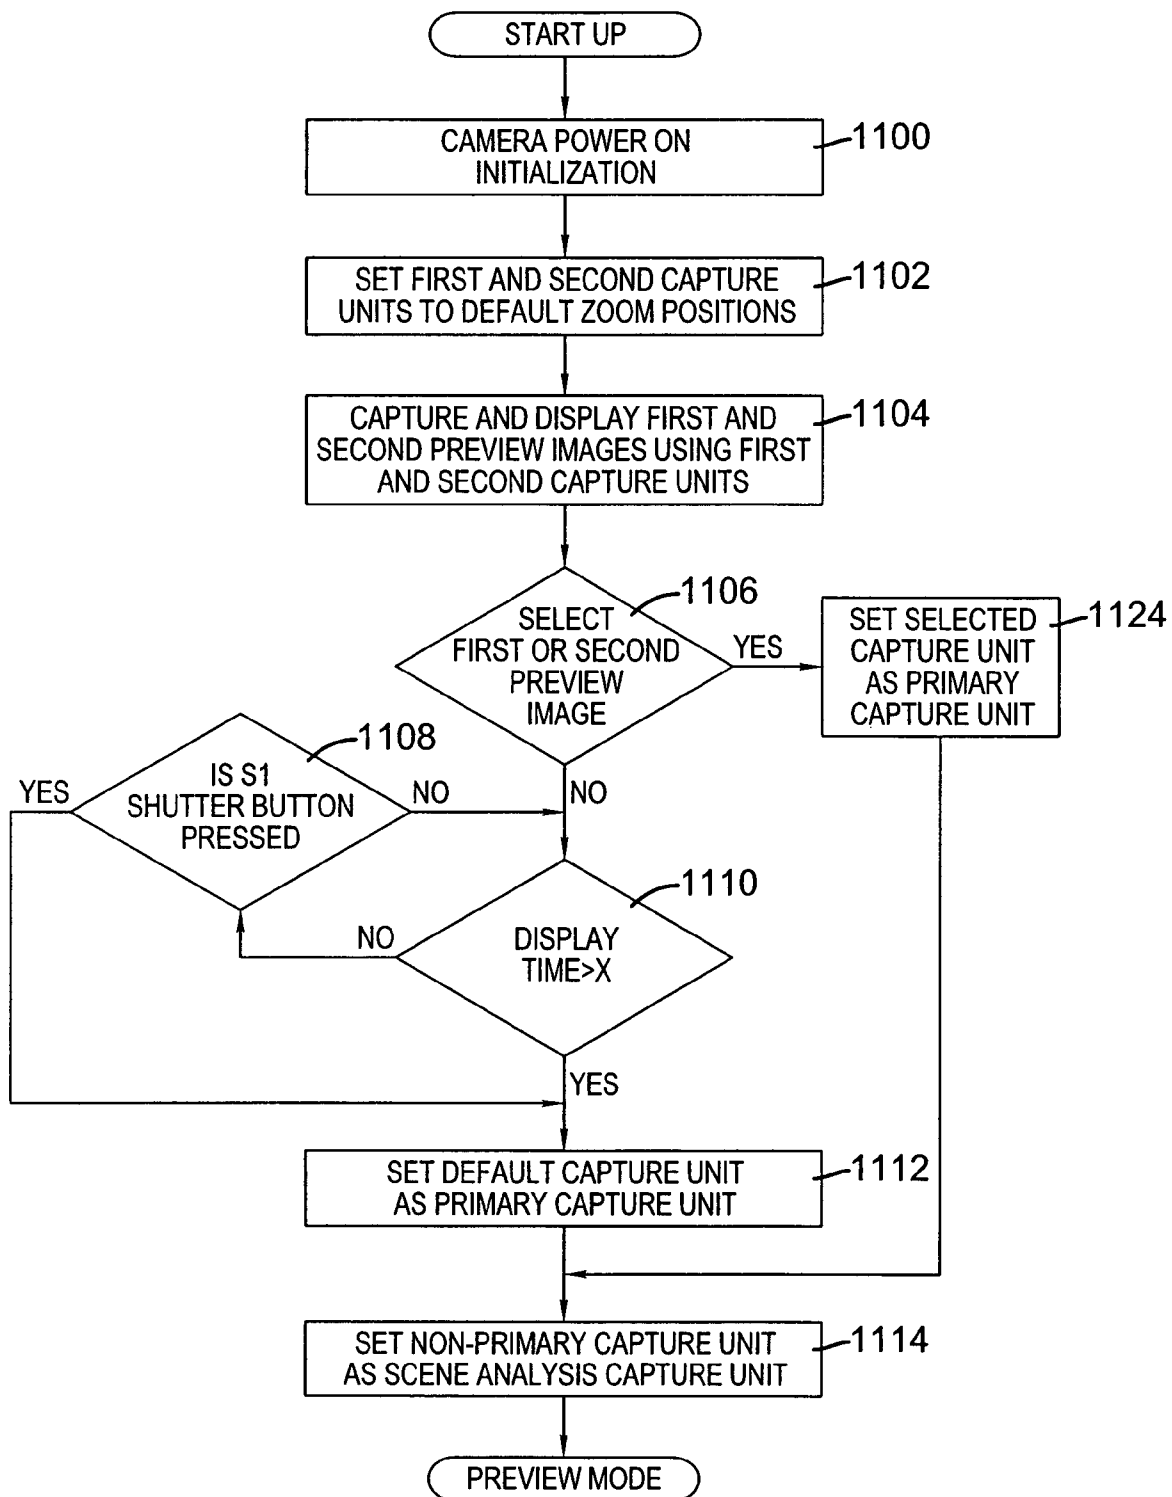 START UP
CAMERA POWER ON
INITIALIZATION
1100
SET FIRST AND SECOND CAPTURE
UNITS TO DEFAULT ZOOM POSITIONS
1102
CAPTURE AND DISPLAY FIRST AND
SECOND PREVIEW IMAGES USING FIRST
AND SECOND CAPTURE UNITS
1104
SELECT
FIRST OR SECOND
PREVIEW
IMAGE
1106
YES
SET SELECTED
CAPTURE UNIT
AS PRIMARY
CAPTURE UNIT
1124
NO
IS S1
SHUTTER BUTTON
PRESSED
1108
YES
NO
DISPLAY
TIME>X
1110
NO
YES
SET DEFAULT CAPTURE UNIT
AS PRIMARY CAPTURE UNIT
1112
SET NON-PRIMARY CAPTURE UNIT
AS SCENE ANALYSIS CAPTURE UNIT
1114
PREVIEW MODE